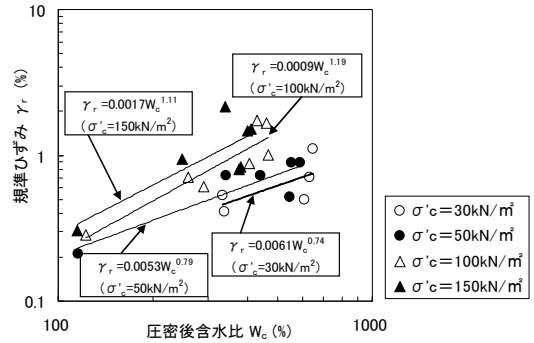 10
1
0.1
規準ひずみ γr (%)
γr=0.0009Wc^1.19
(σ'c=100kN/m²)
γr=0.0017Wc^1.11
(σ'c=150kN/m²)
γr=0.0053Wc^0.79
(σ'c=50kN/m²)
γr=0.0061Wc^0.74
(σ'c=30kN/m²)
100
1000
圧密後含水比 Wc(%)
○ σ'c=30kN/㎡
● σ'c=50kN/㎡
△ σ'c=100kN/㎡
▲ σ'c=150kN/㎡